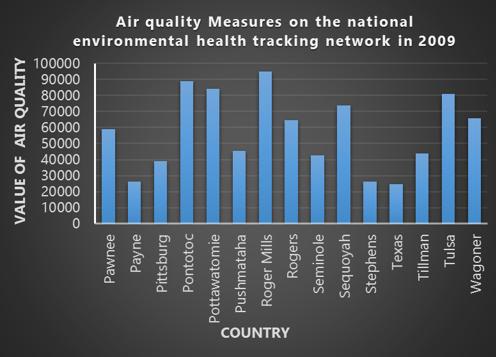 Air quality Measures on the national
environmental health tracking network in 2009
VALUE OF AIR QUALITY
100000
90000
80000
70000
60000
50000
40000
30000
20000
10000
0
Pawnee
Payne
Pittsburg
Pontotoc
Pottawatomie
Pushmataha
Roger Mills
Rogers
Seminole
Sequoyah
Stephens
Texas
Tillman
Tulsa
Wagoner
COUNTRY